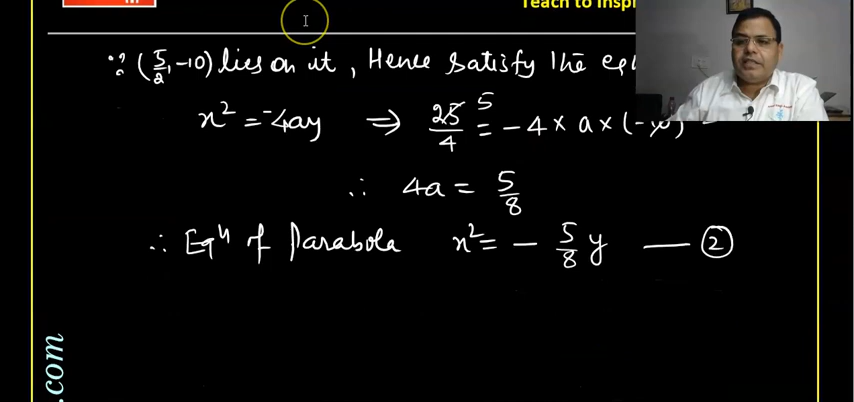 Teach to Inspi
∵ (5/2, -10) lies on it, Hence satisfy the eq
x² = -4ay ⇒ 25/4 = 5 -4 × a × (-10)
∴ 4a = 5/8
∴ Eqⁿ of Parabola x² = - 5/8 y — ②
.com